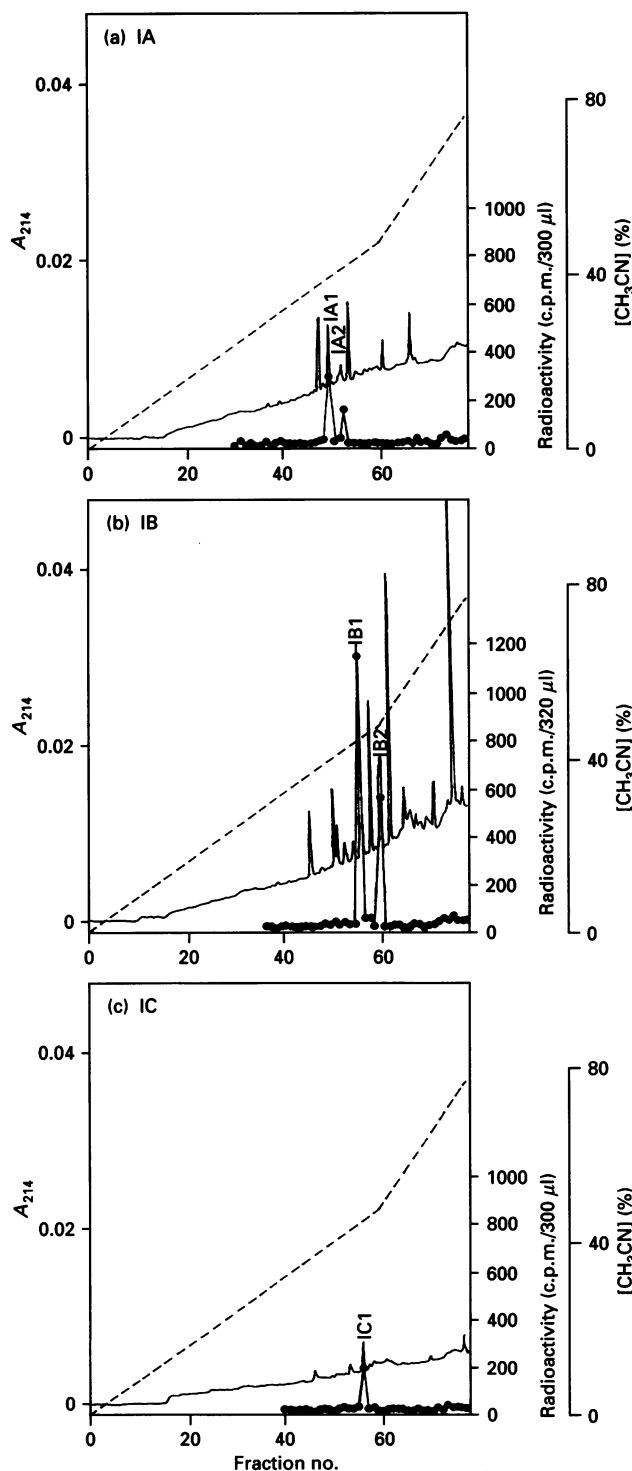 (a) IA
0.04
0.02
0
A214
IA1
IA2
1000
800
600
400
200
0
Radioactivity (c.p.m./300 µl)
80
40
0
[CH3CN] (%)
0
20
40
60
(b) IB
0.04
0.02
0
A214
IB1
IB2
1200
1000
800
600
400
200
0
Radioactivity (c.p.m./320 µl)
80
40
0
[CH3CN] (%)
0
20
40
60
(c) IC
0.04
0.02
0
A214
IC1
1000
800
600
400
200
0
Radioactivity (c.p.m./300 µl)
80
40
0
[CH3CN] (%)
0
20
40
60
Fraction no.